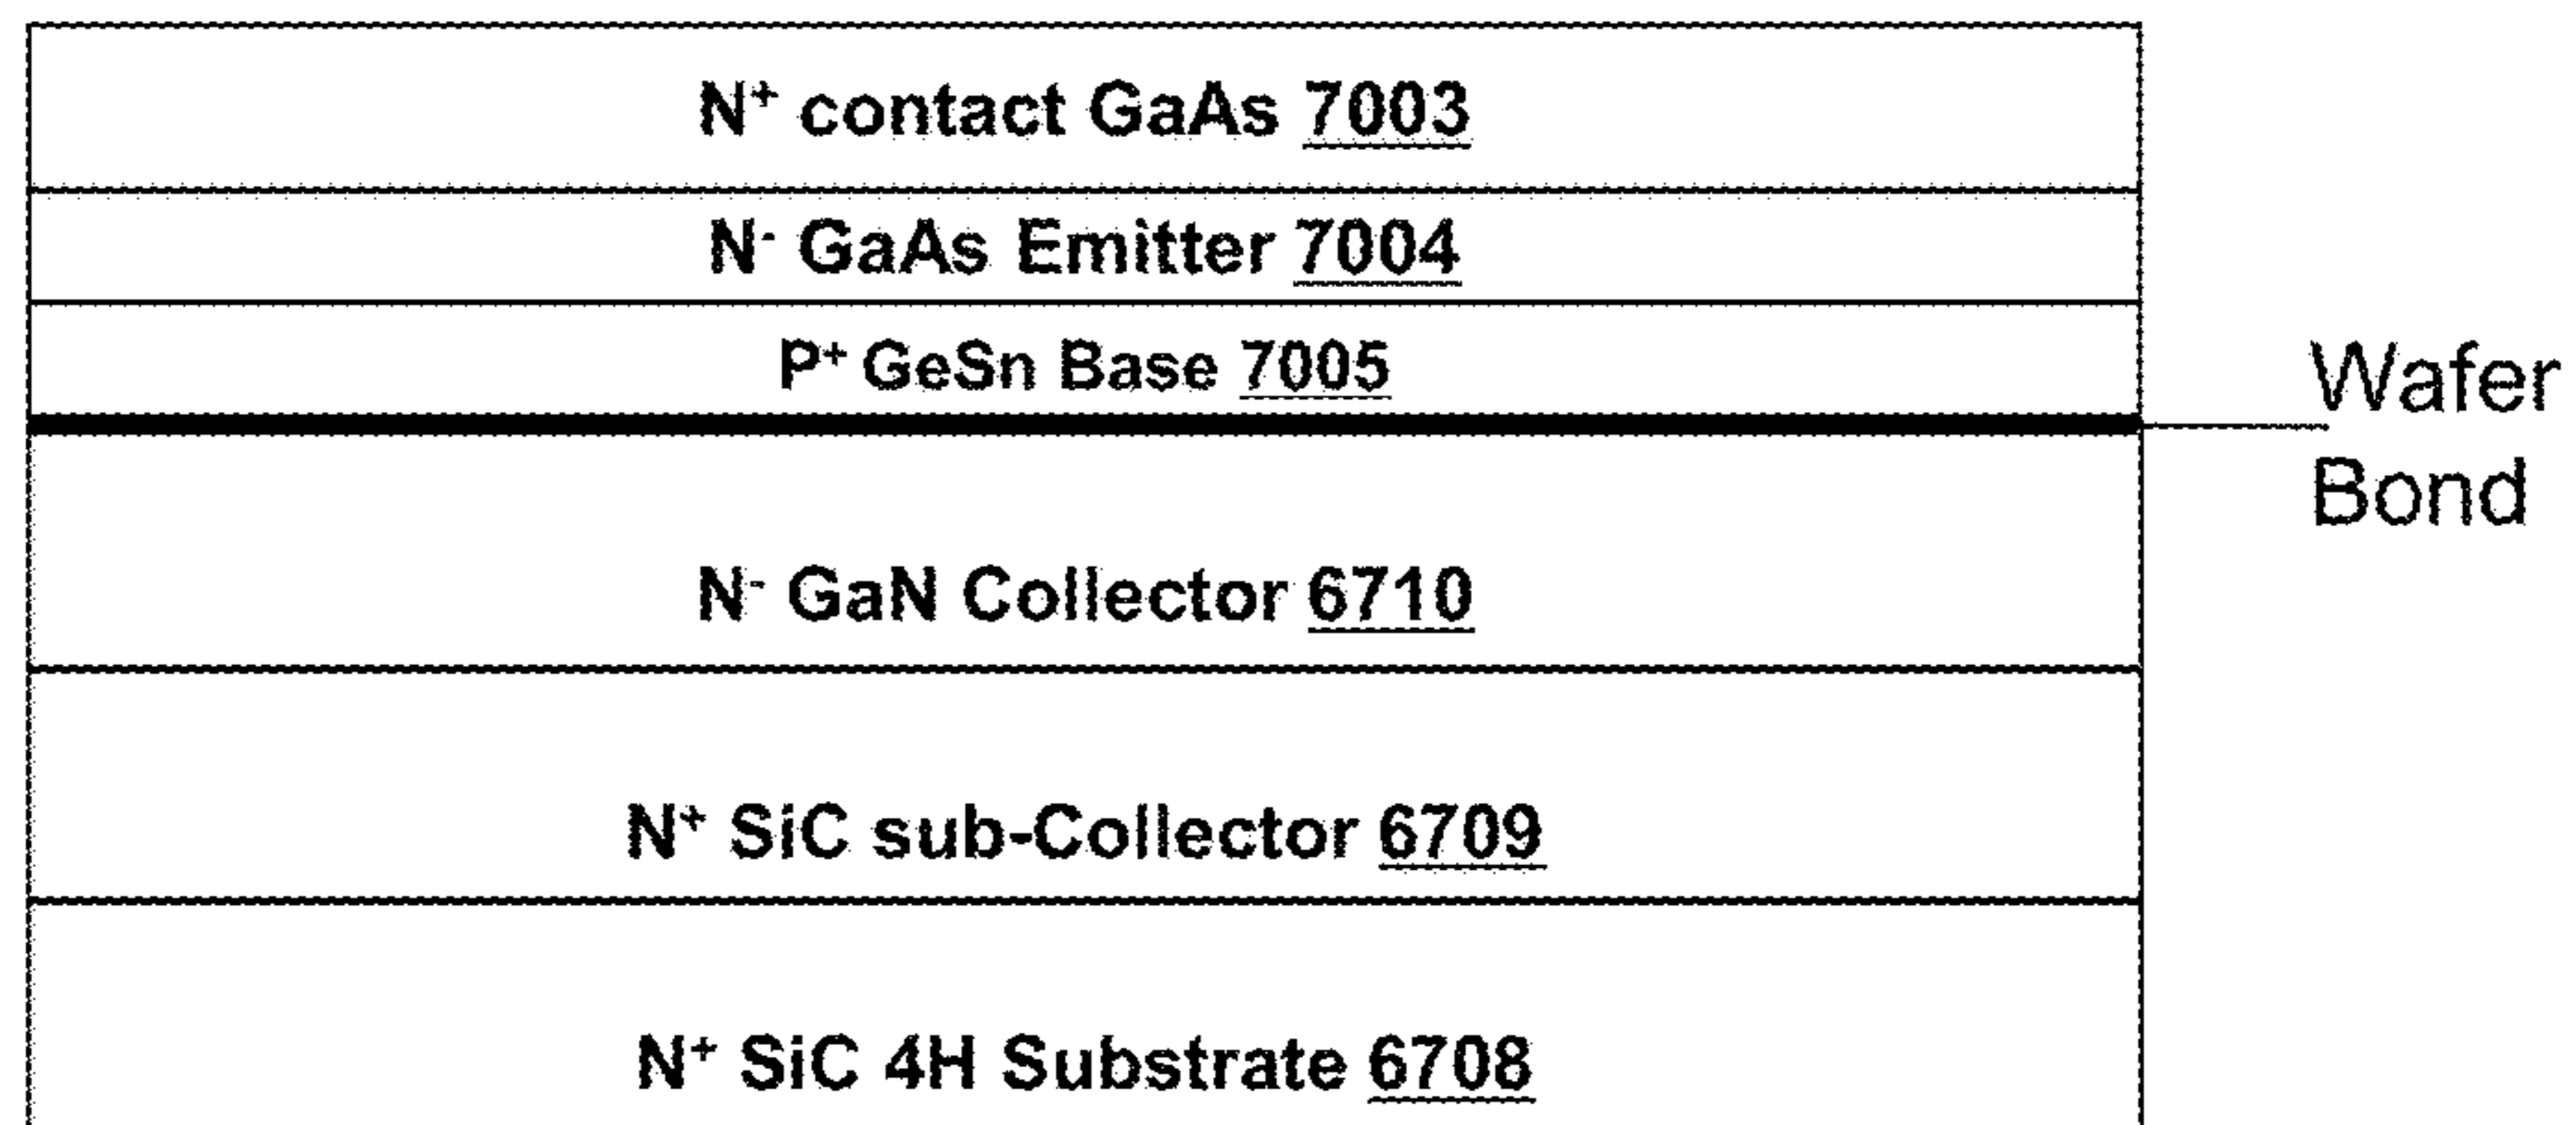 N⁺ contact GaAs 7003
N⁻ GaAs Emitter 7004
P⁺ GeSn Base 7005
Wafer
Bond
N⁻ GaN Collector 6710
N⁺ SiC sub-Collector 6709
N⁺ SiC 4H Substrate 6708